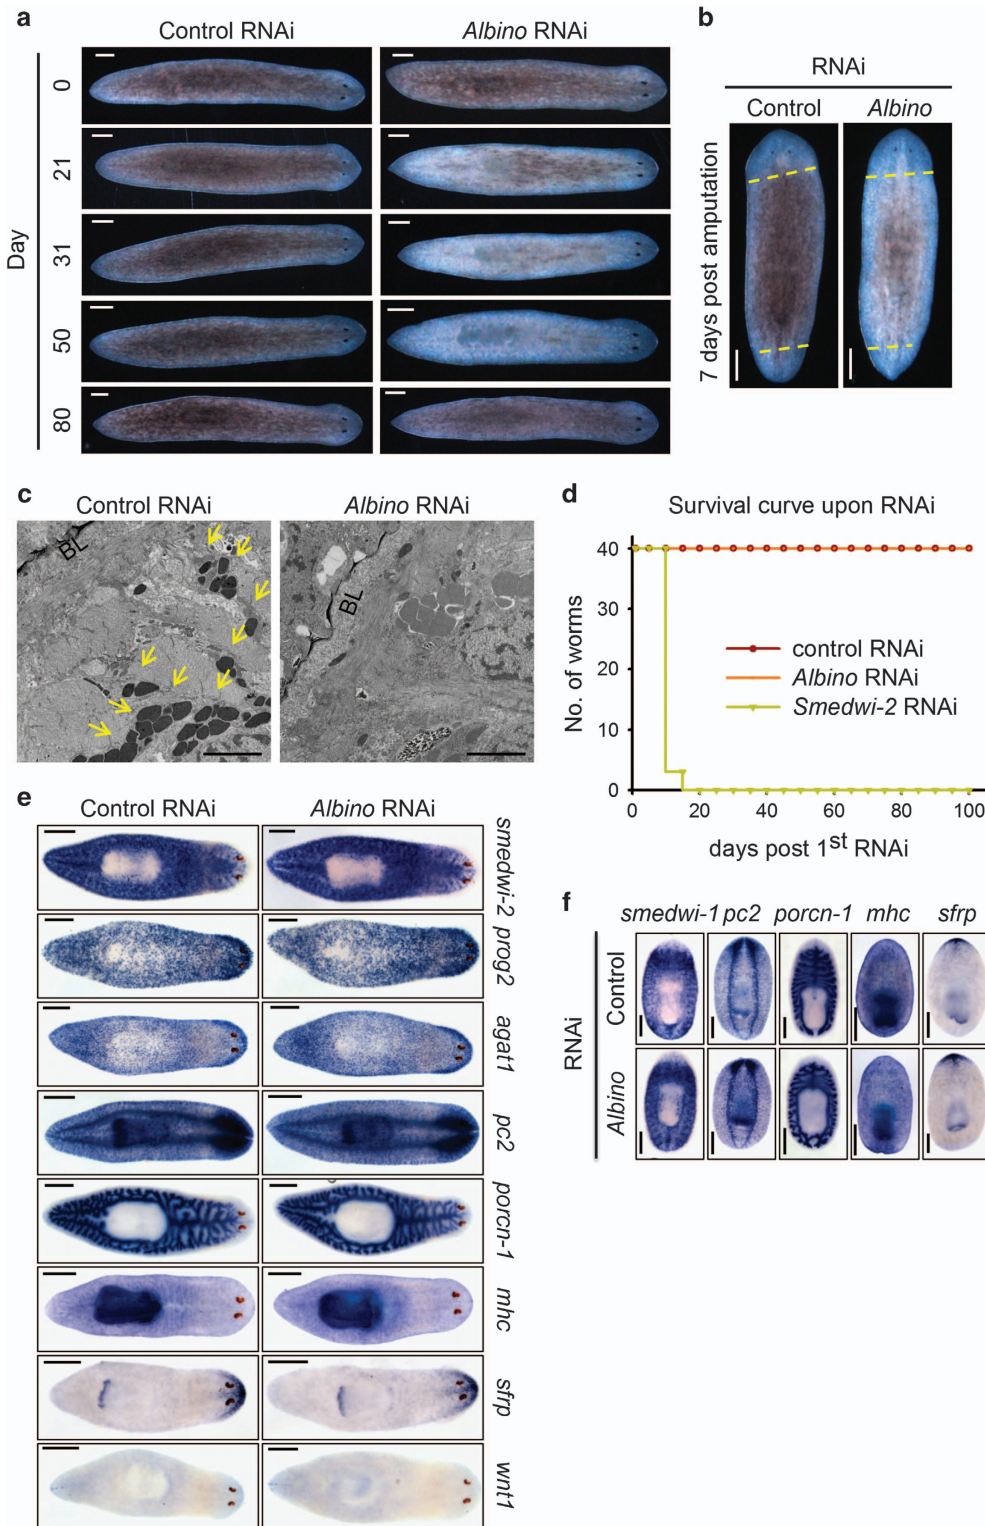 a
Control RNAi
Albino RNAi
Day
0
21
31
50
80
b
RNAi
Control
Albino
7 days post amputation
c
Control RNAi
Albino RNAi
BL
BL
d
Survival curve upon RNAi
No. of worms
40
30
20
10
0
control RNAi
Albino RNAi
Smedwi-2 RNAi
0 20 40 60 80 100
days post 1st RNAi
e
Control RNAi
Albino RNAi
smedwi-2
prog2
agat1
pc2
porcn-1
mhc
sfrp
wnt1
f
smedwi-1 pc2 porcn-1 mhc sfrp
RNAi
Control
Albino